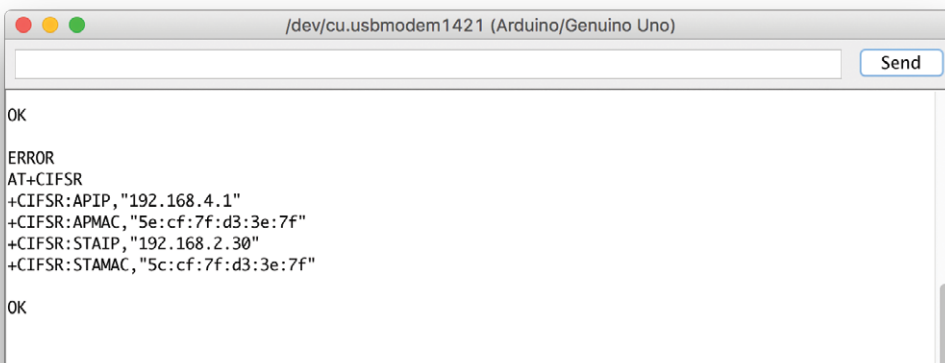 /dev/cu.usbmodem1421 (Arduino/Genuino Uno)
Send
OK
ERROR
AT+CIFSR
+CIFSR:APIP,"192.168.4.1"
+CIFSR:APMAC,"5e:cf:7f:d3:3e:7f"
+CIFSR:STAIP,"192.168.2.30"
+CIFSR:STAMAC,"5c:cf:7f:d3:3e:7f"
OK